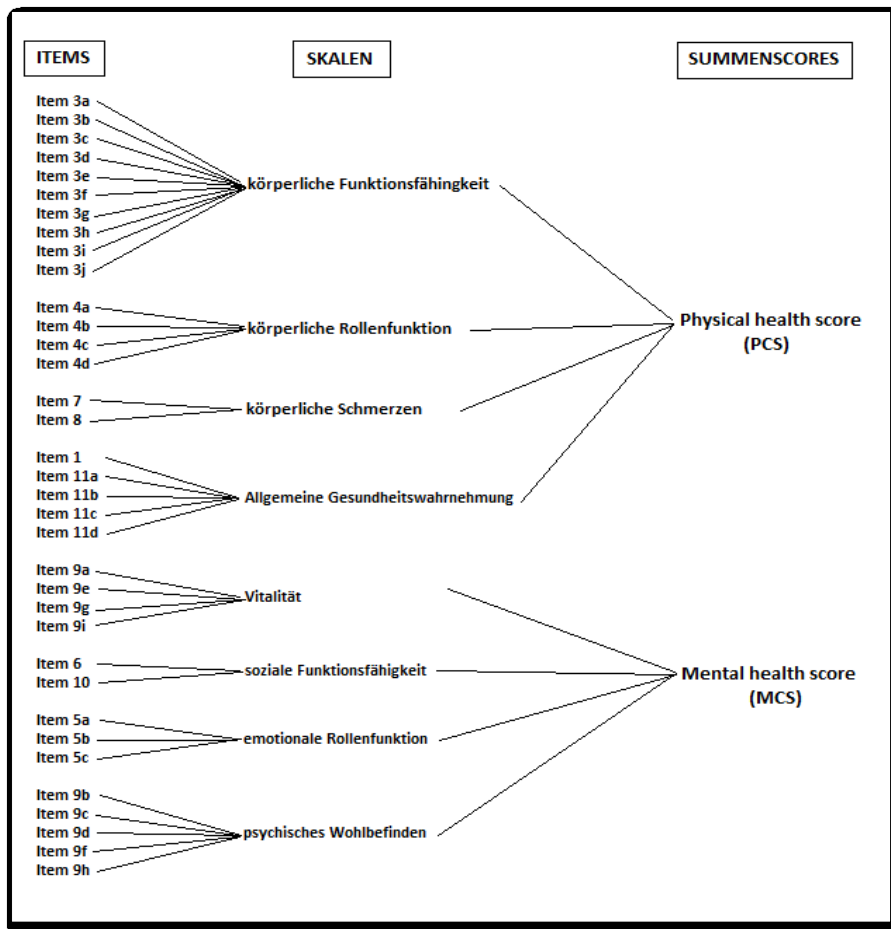 ITEMS
SKALEN
SUMMENSCORES
Item 3a
Item 3b
Item 3c
Item 3d
Item 3e
Item 3f
Item 3g
Item 3h
Item 3i
Item 3j
körperliche Funktionsfähingkeit
Item 4a
Item 4b
Item 4c
Item 4d
körperliche Rollenfunktion
Item 7
Item 8
körperliche Schmerzen
Item 1
Item 11a
Item 11b
Item 11c
Item 11d
Allgemeine Gesundheitswahrnehmung
Physical health score
(PCS)
Item 9a
Item 9e
Item 9g
Item 9i
Vitalität
Item 6
Item 10
soziale Funktionsfähigkeit
Item 5a
Item 5b
Item 5c
emotionale Rollenfunktion
Item 9b
Item 9c
Item 9d
Item 9f
Item 9h
psychisches Wohlbefinden
Mental health score
(MCS)